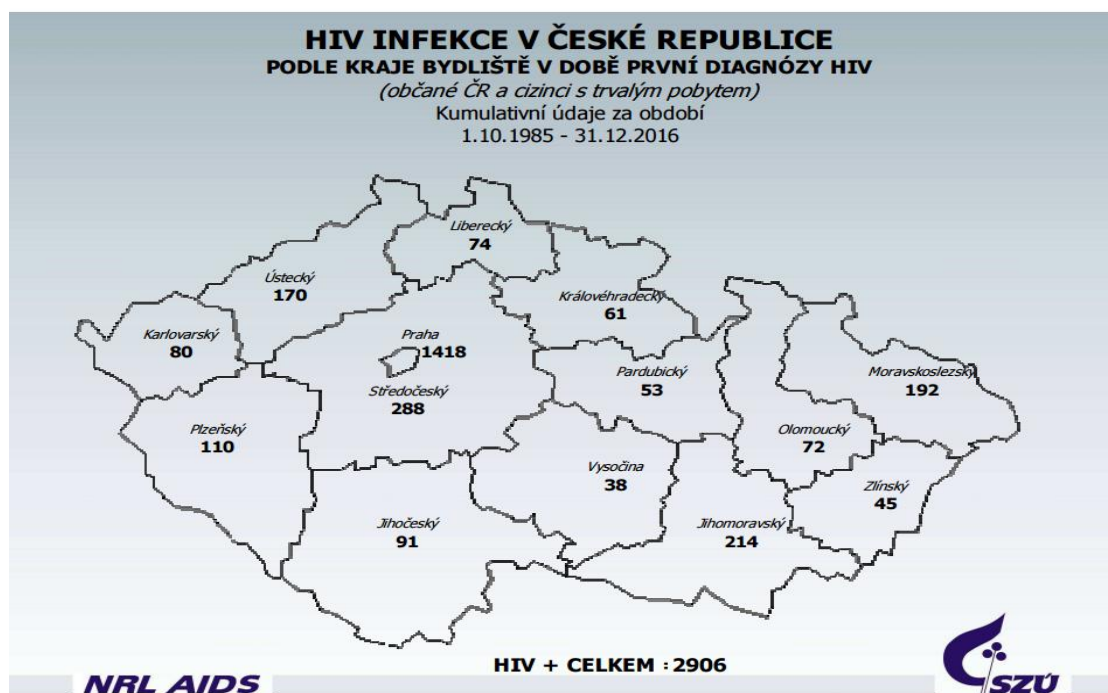 HIV INFEKCE V ČESKÉ REPUBLICE
PODLE KRAJE BYDLIŠTĚ V DOBĚ PRVNÍ DIAGNÓZY HIV
(občané ČR a cizinci s trvalým pobytem)
Kumulativní údaje za období
1.10.1985 - 31.12.2016
Liberecký
74
Ústecký
170
Královéhradecký
61
Karlovarský
80
Praha
1418
Středočeský
288
Pardubický
53
Moravskoslezský
192
Plzeňský
110
Olomoucký
72
Vysočina
38
Zlínský
45
Jihočeský
91
Jihomoravský
214
HIV + CELKEM : 2906
NRL AIDS
SZÚ